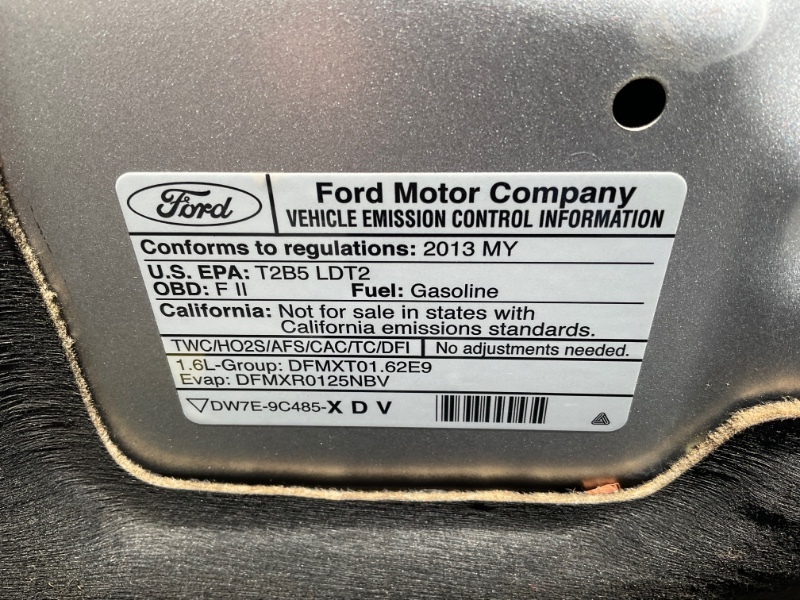 Ford
Ford Motor Company
VEHICLE EMISSION CONTROL INFORMATION
Conforms to regulations: 2013 MY
U.S. EPA: T2B5 LDT2
OBD: F II Fuel: Gasoline
California: Not for sale in states with
California emissions standards.
TWC/HO2S/AFS/CAC/TC/DFI No adjustments needed.
1.6L-Group: DFMXT01.62E9
Evap: DFMXR0125NBV
DW7E-9C485-X D V